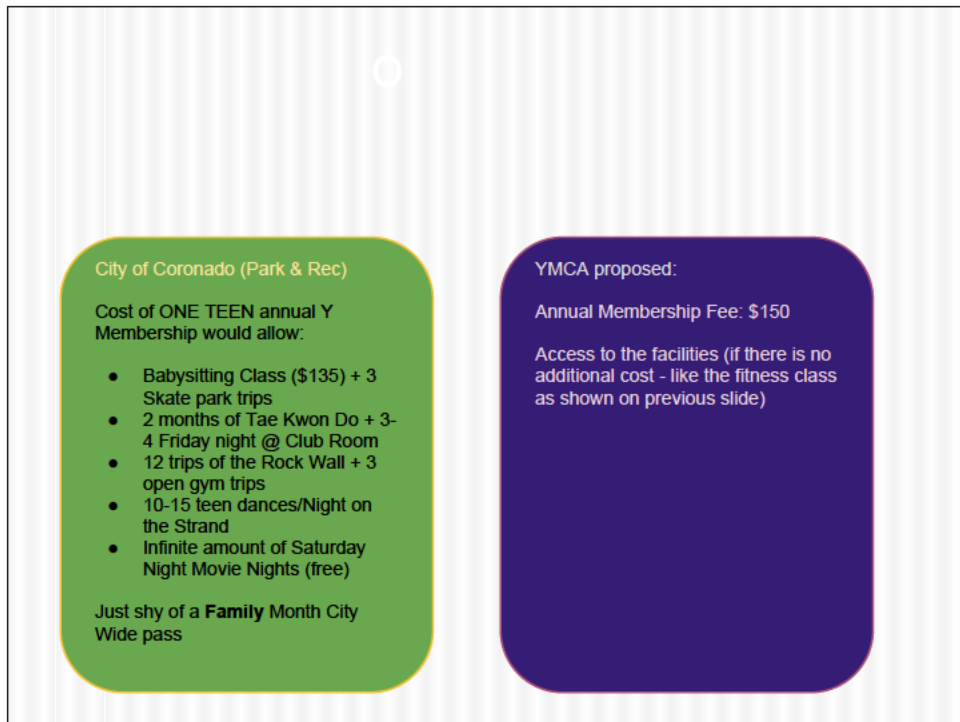 City of Coronado (Park & Rec)
Cost of ONE TEEN annual Y
Membership would allow:
● Babysitting Class ($135) + 3
Skate park trips
● 2 months of Tae Kwon Do + 3-
4 Friday night @ Club Room
● 12 trips of the Rock Wall + 3
open gym trips
● 10-15 teen dances/Night on
the Strand
● Infinite amount of Saturday
Night Movie Nights (free)
Just shy of a Family Month City
Wide pass
YMCA proposed:
Annual Membership Fee: $150
Access to the facilities (if there is no
additional cost - like the fitness class
as shown on previous slide)